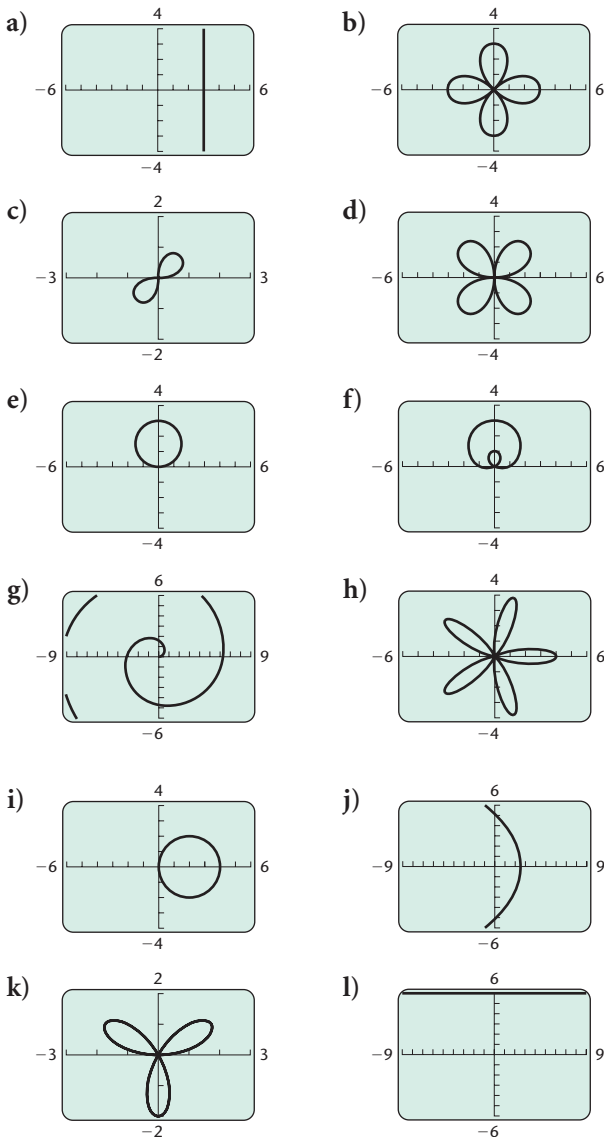 4 4
a) b)
−6 6 −6 6
−4 −4
2 4
c) d)
−3 3 −6 6
−2 −4
4 4
e) f)
−6 6 −6 6
−4 −4
6 4
g) h)
−9 9 −6 6
−6 −4
4 6
i) j)
−6 6 −9 9
−4 −6
2 6
k) l)
−3 3 −9 9
−2 −6